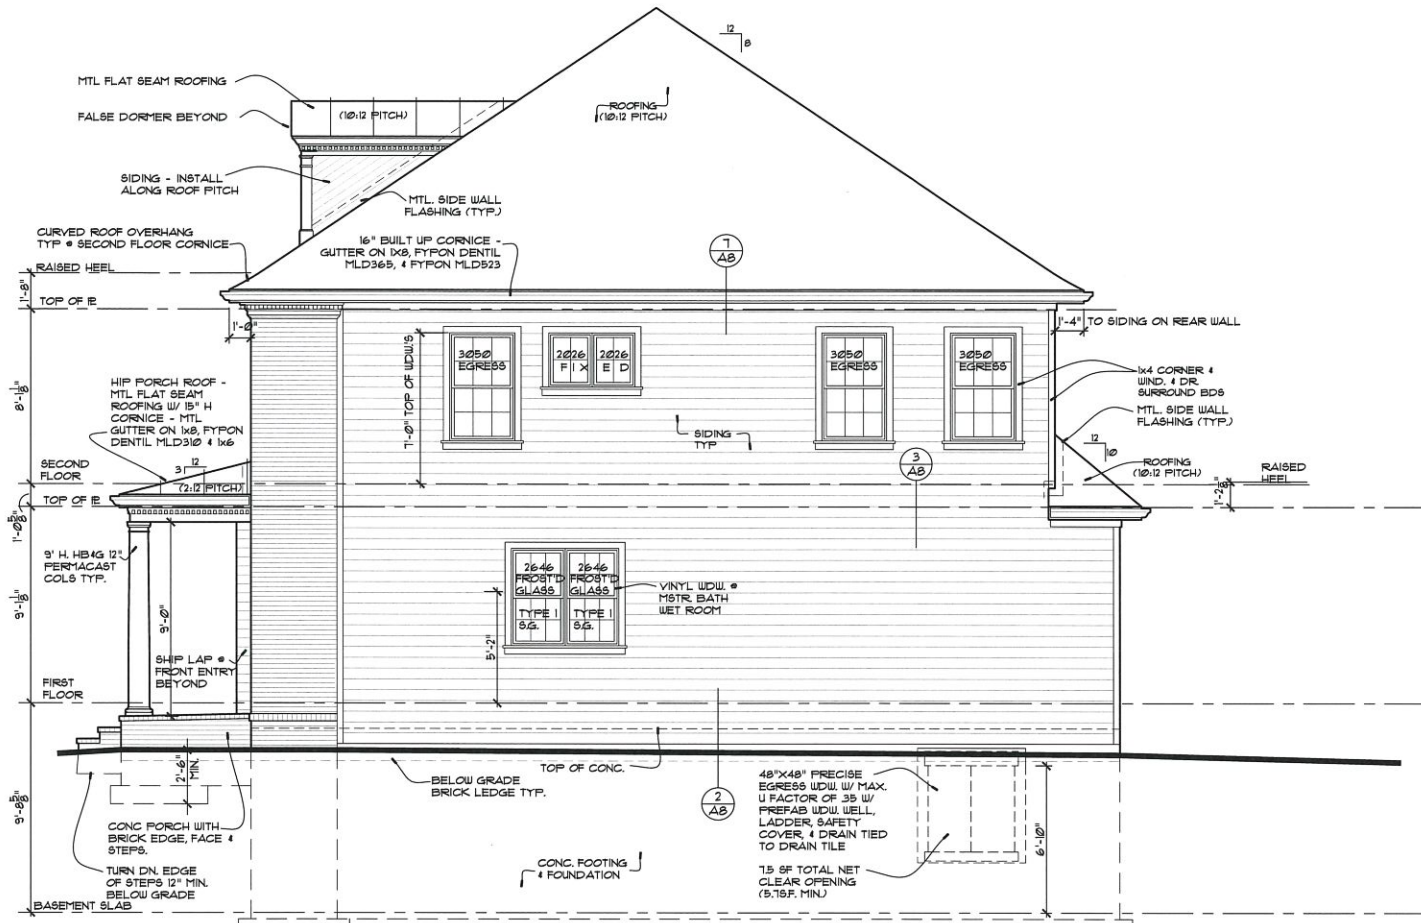 12
8
MTL FLAT SEAM ROOFING
FALSE DORMER BEYOND
(10:12 PITCH)
ROOFING
(10:12 PITCH)
SIDING - INSTALL
ALONG ROOF PITCH
MTL. SIDE WALL
FLASHING (TYP.)
CURVED ROOF OVERHANG
TYP @ SECOND FLOOR CORNICE
16" BUILT UP CORNICE -
GUTTER ON 1X8, FYPON DENTIL
MLD365, & FYPON MLD523
7
A8
RAISED HEEL
1'-8"
TOP OF PL
1'-0"
1'-4" TO SIDING ON REAR WALL
3050
EGRESS
2026
FIX
2026
ED
3050
EGRESS
3050
EGRESS
7'-0" TOP OF WDW.'S
8'-1 1/8"
HIP PORCH ROOF -
MTL FLAT SEAM
ROOFING W/ 15" H
CORNICE - MTL
GUTTER ON 1x8, FYPON
DENTIL MLD310 & 1x6
1x4 CORNER &
WIND. & DR.
SURROUND BDS
MTL. SIDE WALL
FLASHING (TYP.)
SIDING
TYP
12
10
ROOFING
(10:12 PITCH)
RAISED
HEEL
3
A8
SECOND
FLOOR
12
3
(2:12 PITCH)
TOP OF PL
1'-0 5/8"
1'-2 1/8"
9' H. HB&G 12"
PERMACAST
COLS TYP.
9'-1 1/8"
9'-0"
2646
FROST'D
GLASS
TYPE 1
S.G.
2646
FROST'D
GLASS
TYPE 1
S.G.
VINYL WDW. @
MSTR. BATH
WET ROOM
5'-2"
SHIP LAP @
FRONT ENTRY
BEYOND
FIRST
FLOOR
2'-6"
MIN.
TOP OF CONC.
BELOW GRADE
BRICK LEDGE TYP.
2
A8
48"X48" PRECISE
EGRESS WDW. W/ MAX.
U FACTOR OF .35 W/
PREFAB WDW. WELL,
LADDER, SAFETY
COVER, & DRAIN TIED
TO DRAIN TILE
7.5 SF TOTAL NET
CLEAR OPENING
(5.7S.F. MIN.)
6'-10"
9'-8 5/8"
CONC PORCH WITH
BRICK EDGE, FACE &
STEPS.
TURN DN. EDGE
OF STEPS 12" MIN.
BELOW GRADE
CONC. FOOTING
& FOUNDATION
BASEMENT SLAB